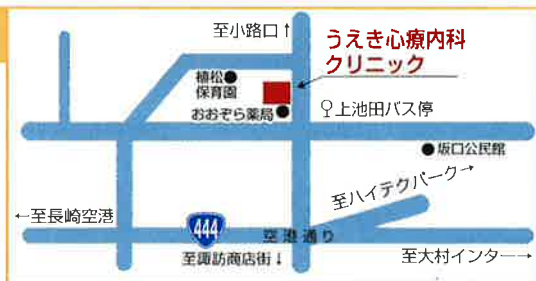 至小路口↑
うえき心療内科
クリニック
植松●
保育園
おおぞら薬局●
上池田バス停
●坂口公民館
至ハイテクパーク→
←至長崎空港
444
空港通り
至諏訪商店街↓
至大村インター→